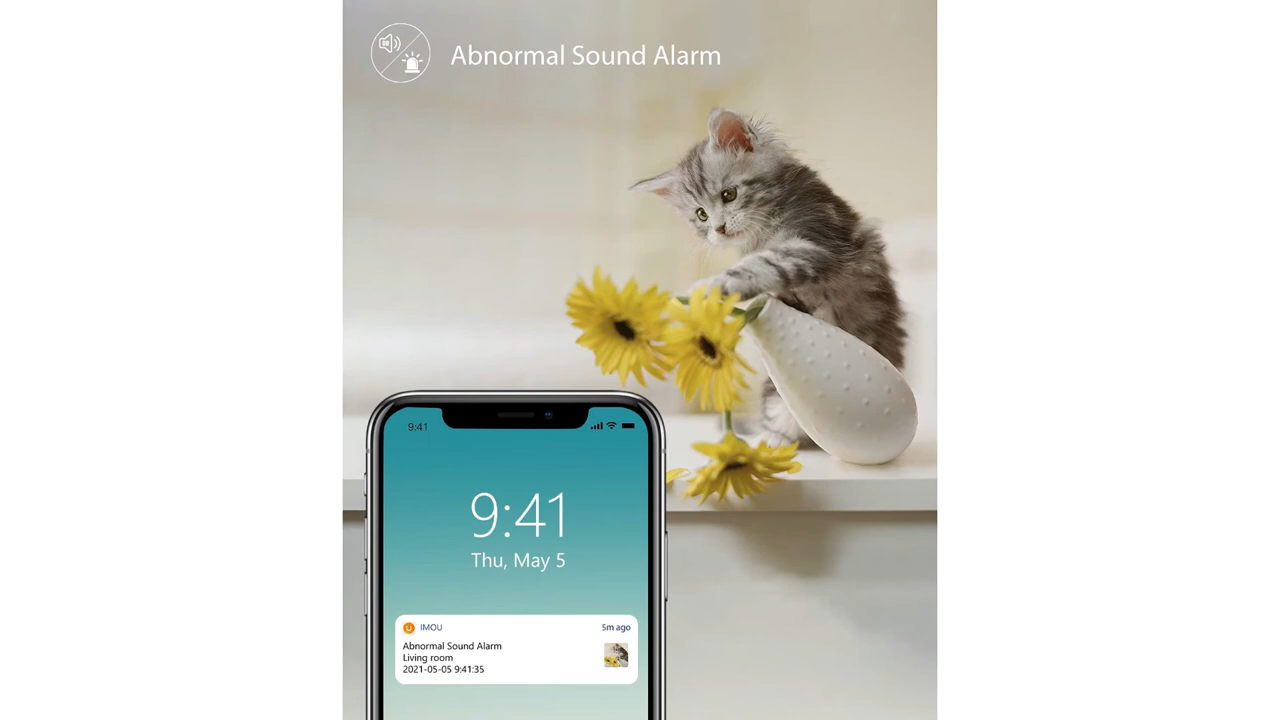 Abnormal Sound Alarm
9:41
9:41
Thu, May 5
IMOU
5m ago
Abnormal Sound Alarm
Living room
2021-05-05 9:41:35